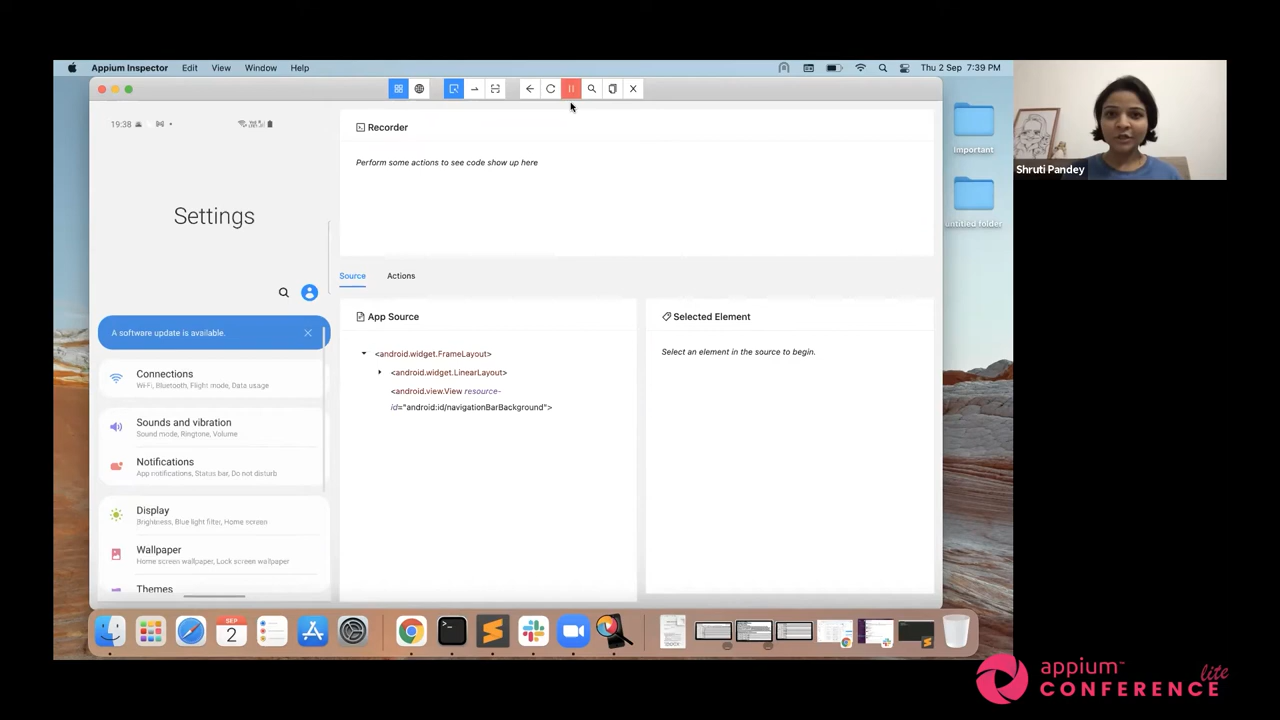 Appium Inspector Edit View Window Help
Thu 2 Sep 7:39 PM
19:38
Settings
A software update is available.
Connections
Wi-Fi, Bluetooth, Flight mode, Data usage
Sounds and vibration
Sound mode, Ringtone, Volume
Notifications
App notifications, Status bar, Do not disturb
Display
Brightness, Blue light filter, Home screen
Wallpaper
Home screen wallpaper, Lock screen wallpaper
Themes
Recorder
Perform some actions to see code show up here
Source Actions
App Source
<android.widget.FrameLayout>
<android.widget.LinearLayout>
<android.view.View resource-
id="android:id/navigationBarBackground">
Selected Element
Select an element in the source to begin.
important
untitled folder
Shruti Pandey
SEP
2
appium™
CONFERENCE lite